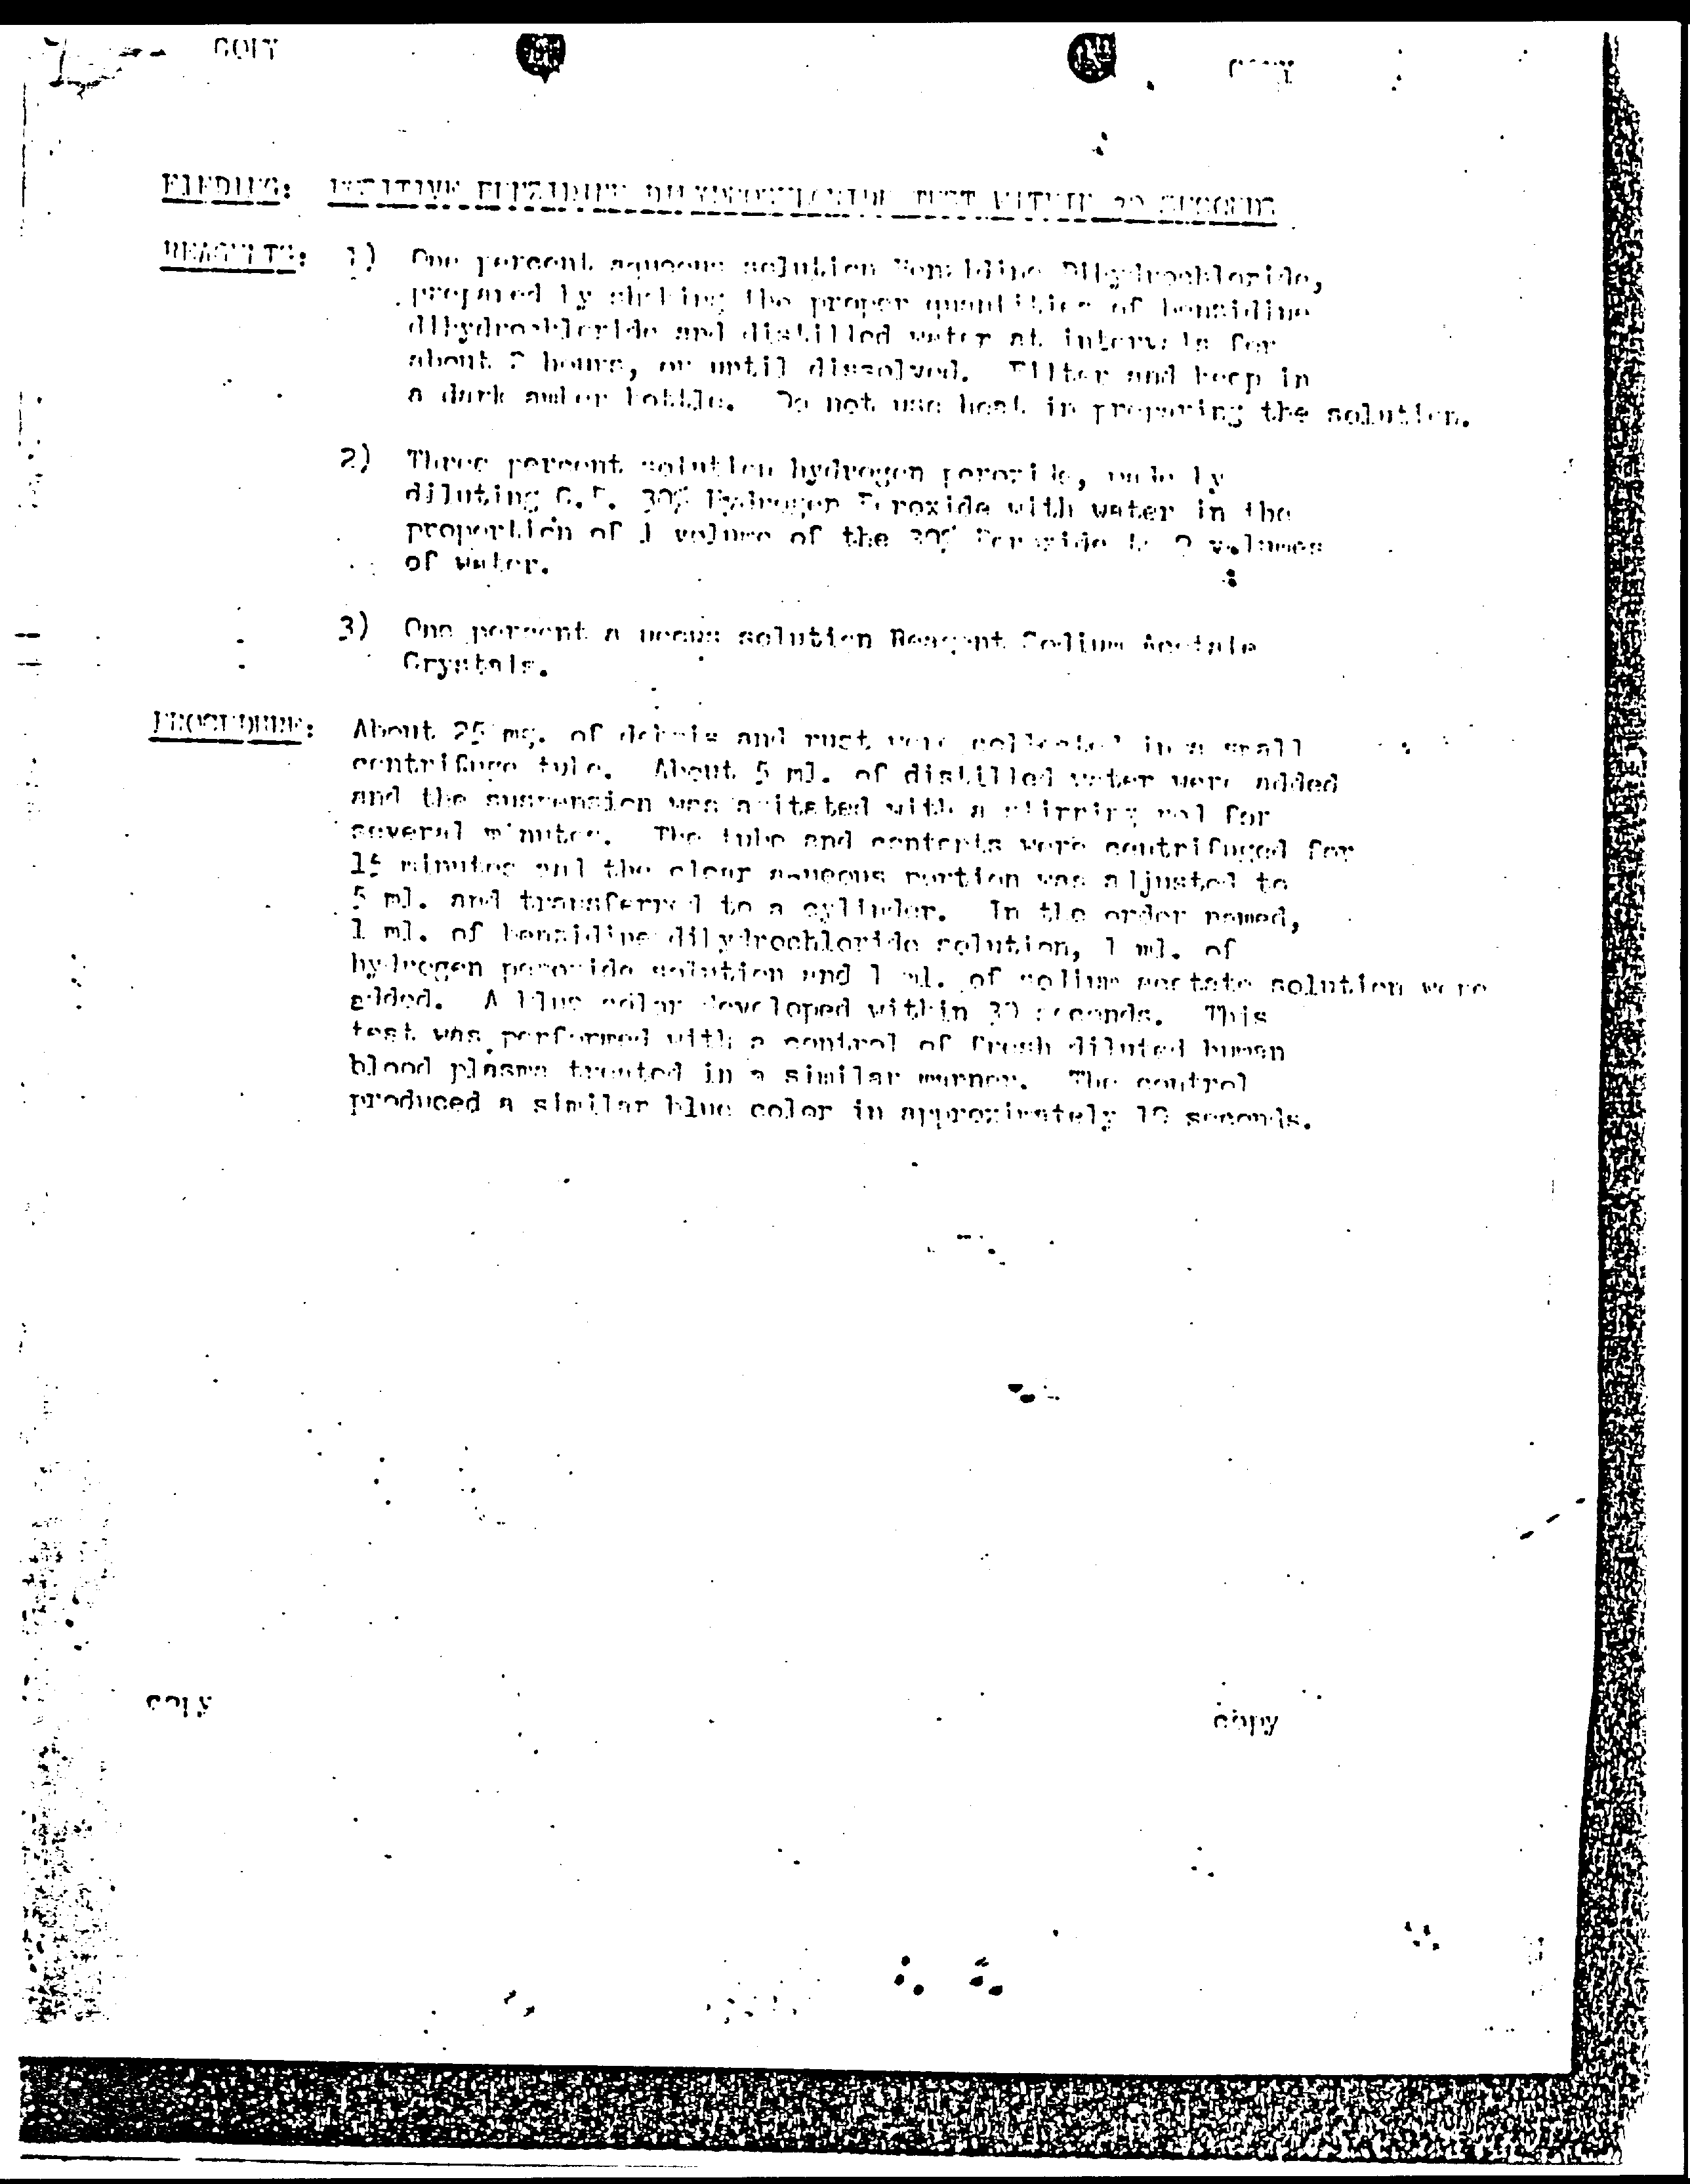 COPY COPY
FINDING: POSITIVE BENZIDINE DIHYDROCHLORIDE TEST WITHIN 30 SECONDS
REAGENTS: 1) One percent aqueous solution Benzidine Dihydrochloride,
prepared by shaking the proper quantities of benzidine
dihydrochloride and distilled water at intervals for
about hours, or until dissolved. Filter and keep in
a dark amber bottle. Do not use heat in preparing the solution.
2) Three percent solution hydrogen peroxide, made by
diluting C.P. 30% Hydrogen Peroxide with water in the
proportion of 1 volume of the 30% Peroxide to 9 volumes
of water.
3) One percent aqueous solution Reagent Sodium Acetate
Crystals.
PROCEDURE: About 25 mg. of debris and rust were collected in a small
centrifuge tube. About 5 ml. of distilled water were added
and the suspension was agitated with a stirring rod for
several minutes. The tube and contents were centrifuged for
15 minutes and the clear aqueous portion was adjusted to
5 ml. and transferred to a cylinder. In the order named,
1 ml. of benzidine dihydrochloride solution, 1 ml. of
hydrogen peroxide solution and 1 ml. of sodium acetate solution were
added. A blue color developed within 30 seconds. This
test was performed with a control of fresh diluted human
blood plasma treated in a similar manner. The control
produced a similar blue color in approximately 10 seconds.
copy copy